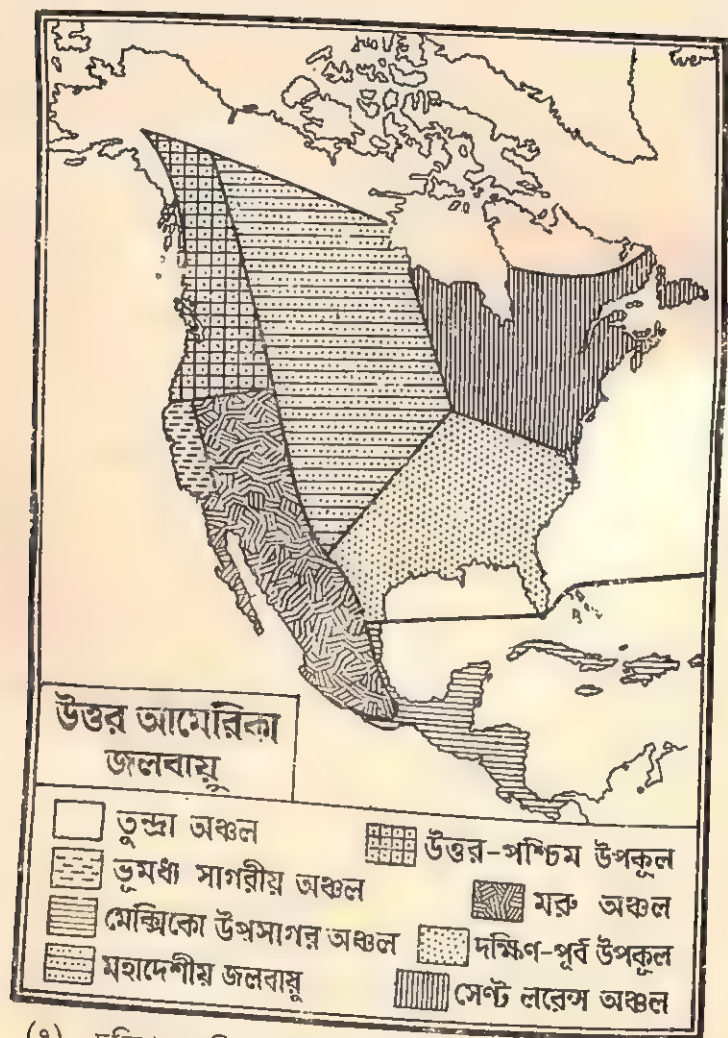 উত্তর আমেরিকা
জলবায়ু
তুন্দ্রা অঞ্চল
ভূমধ্য সাগরীয় অঞ্চল
মেক্সিকো উপসাগর অঞ্চল
মহাদেশীয় জলবায়ু
উত্তর-পশ্চিম উপকূল
মরু অঞ্চল
দক্ষিণ-পূর্ব উপকূল
সেণ্ট লরেন্স অঞ্চল